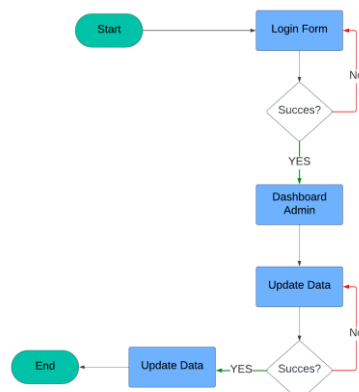 Start
Login Form
No
Succes?
YES
Dashboard
Admin
Update Data
No
Succes?
YES
Update Data
End